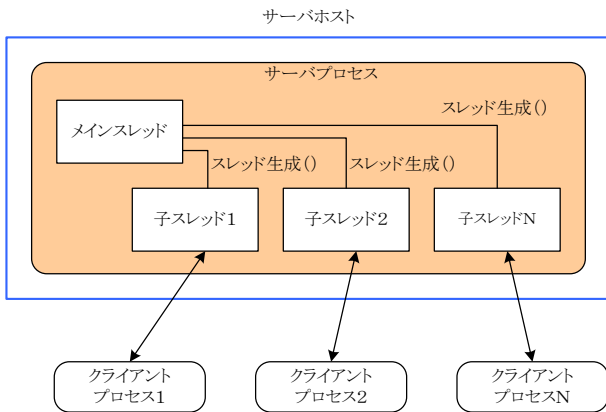 サーバホスト
サーバプロセス
メインスレッド
スレッド生成()
スレッド生成()
スレッド生成()
子スレッド1
子スレッド2
子スレッドN
クライアント
プロセス1
クライアント
プロセス2
クライアント
プロセスN